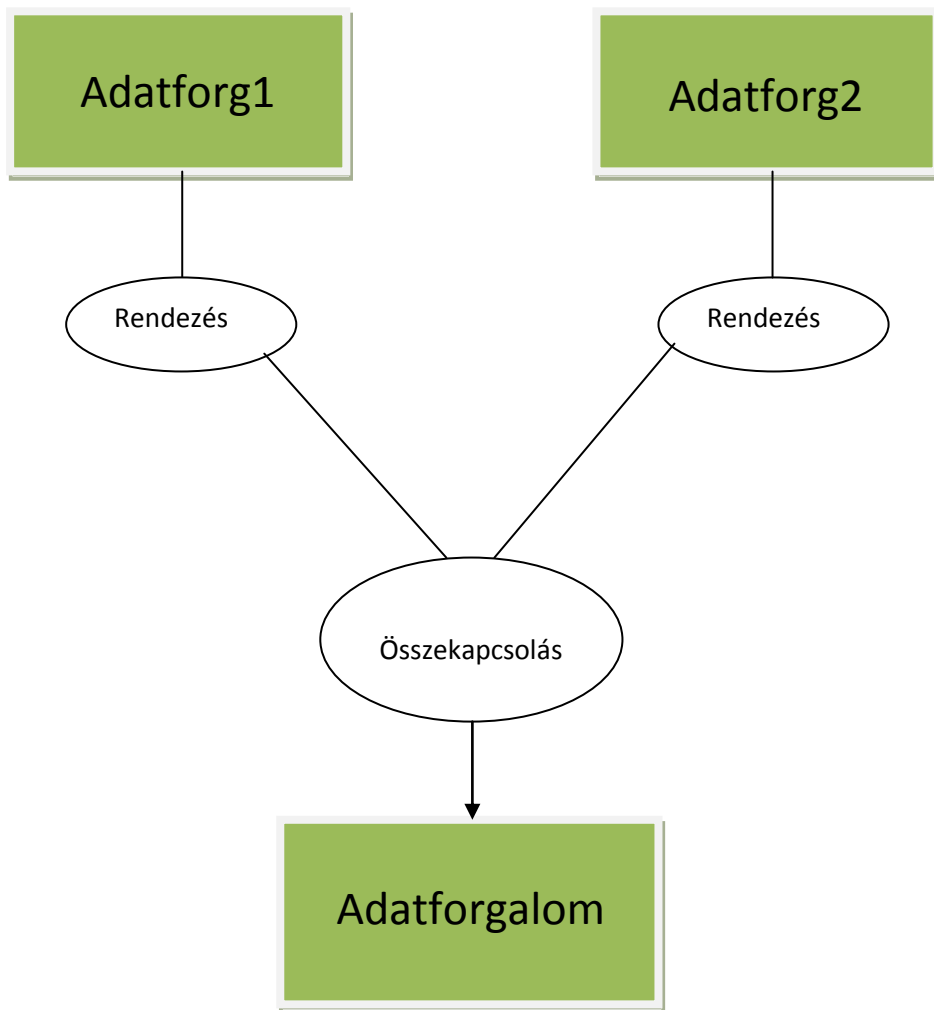 Adatforg1
Adatforg2
Rendezés
Rendezés
Összekapcsolás
Adatforgalom